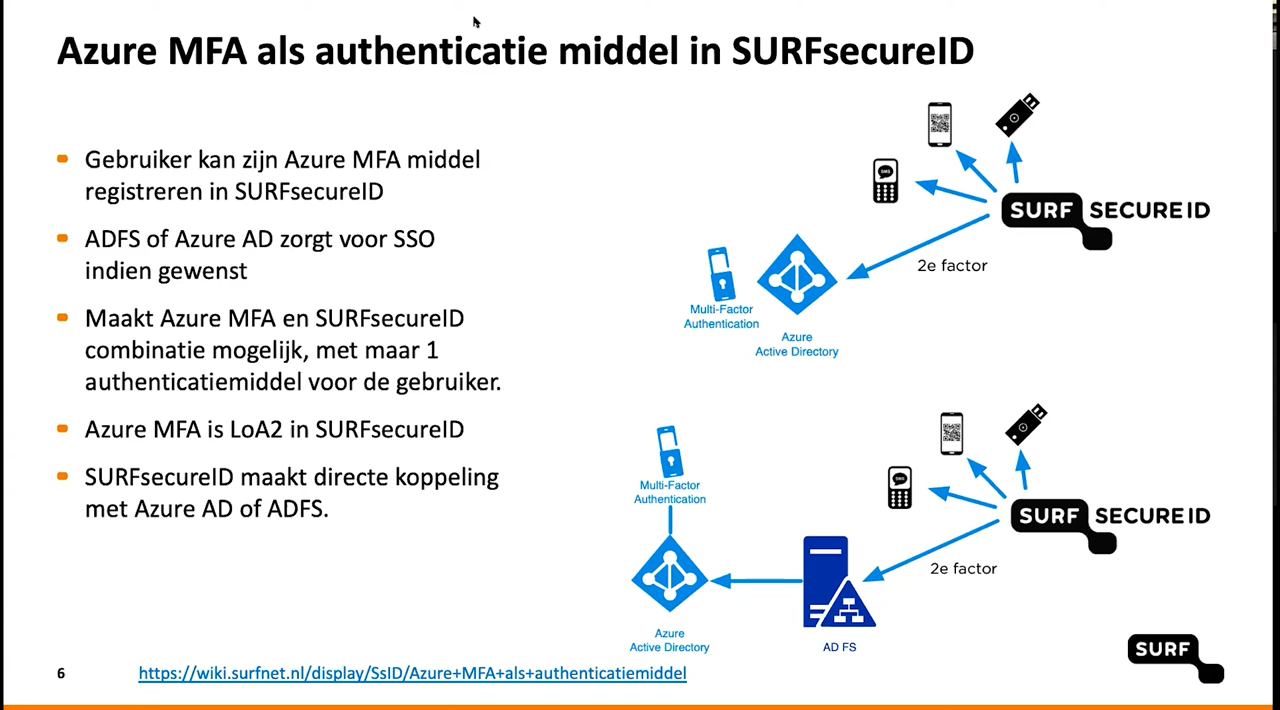 Azure MFA als authenticatie middel in SURFsecureID
Gebruiker kan zijn Azure MFA middel
registreren in SURFsecureID
ADFS of Azure AD zorgt voor SSO
indien gewenst
Maakt Azure MFA en SURFsecureID
combinatie mogelijk, met maar 1
authenticatiemiddel voor de gebruiker.
Azure MFA is LoA2 in SURFsecureID
SURFsecureID maakt directe koppeling
met Azure AD of ADFS.
SMS
SURF SECURE ID
2e factor
Multi-Factor
Authentication
Azure
Active Directory
SMS
SURF SECURE ID
2e factor
Multi-Factor
Authentication
Azure
Active Directory
AD FS
SURF
6
https://wiki.surfnet.nl/display/SsID/Azure+MFA+als+authenticatiemiddel